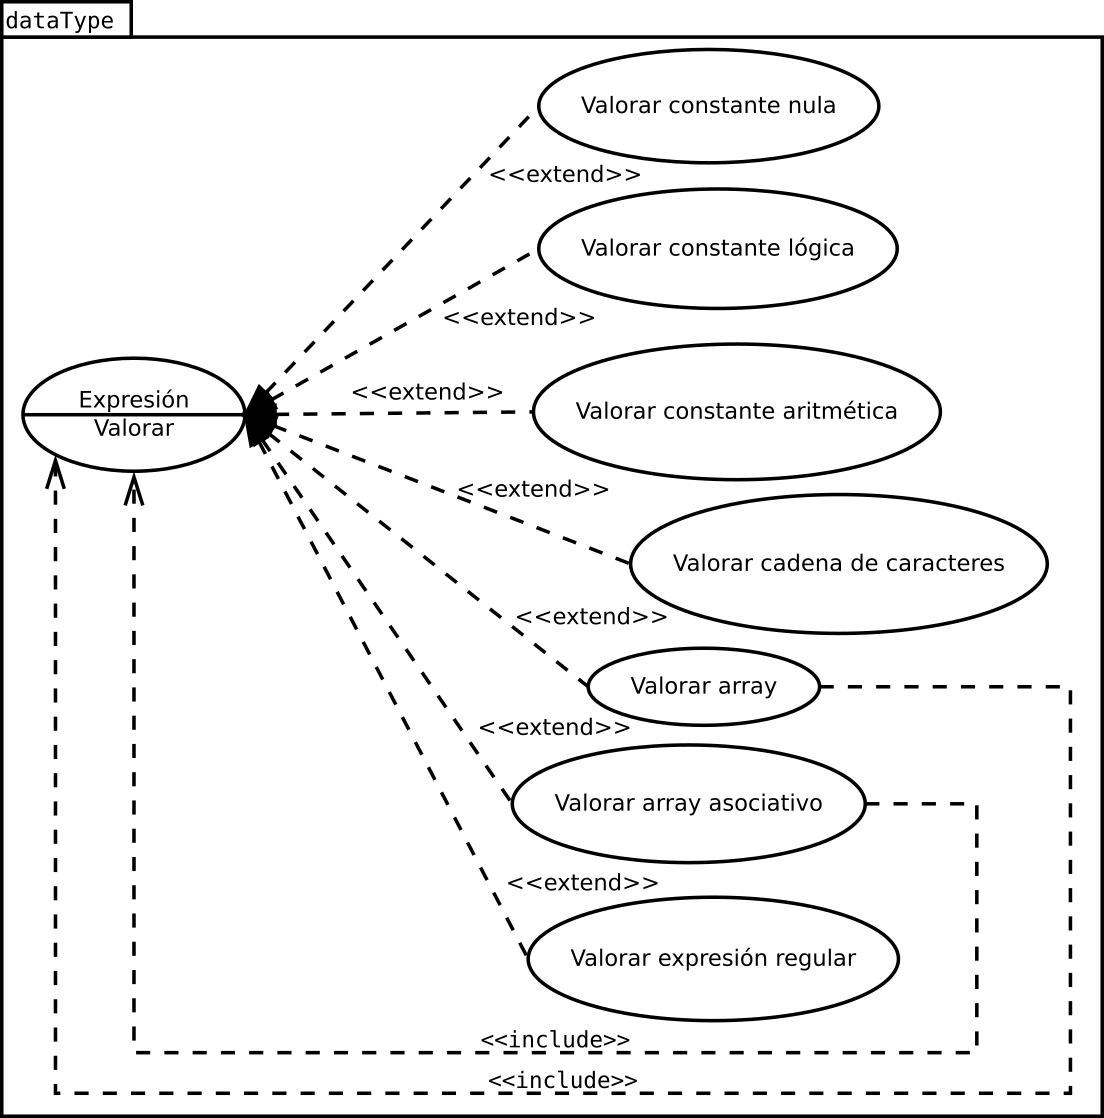 dataType
Valorar constante nula
<<extend>>
Valorar constante lógica
<<extend>>
<<extend>>
Expresión
Valorar
Valorar constante aritmética
<<extend>>
Valorar cadena de caracteres
<<extend>>
Valorar array
<<extend>>
Valorar array asociativo
<<extend>>
Valorar expresión regular
<<include>>
<<include>>